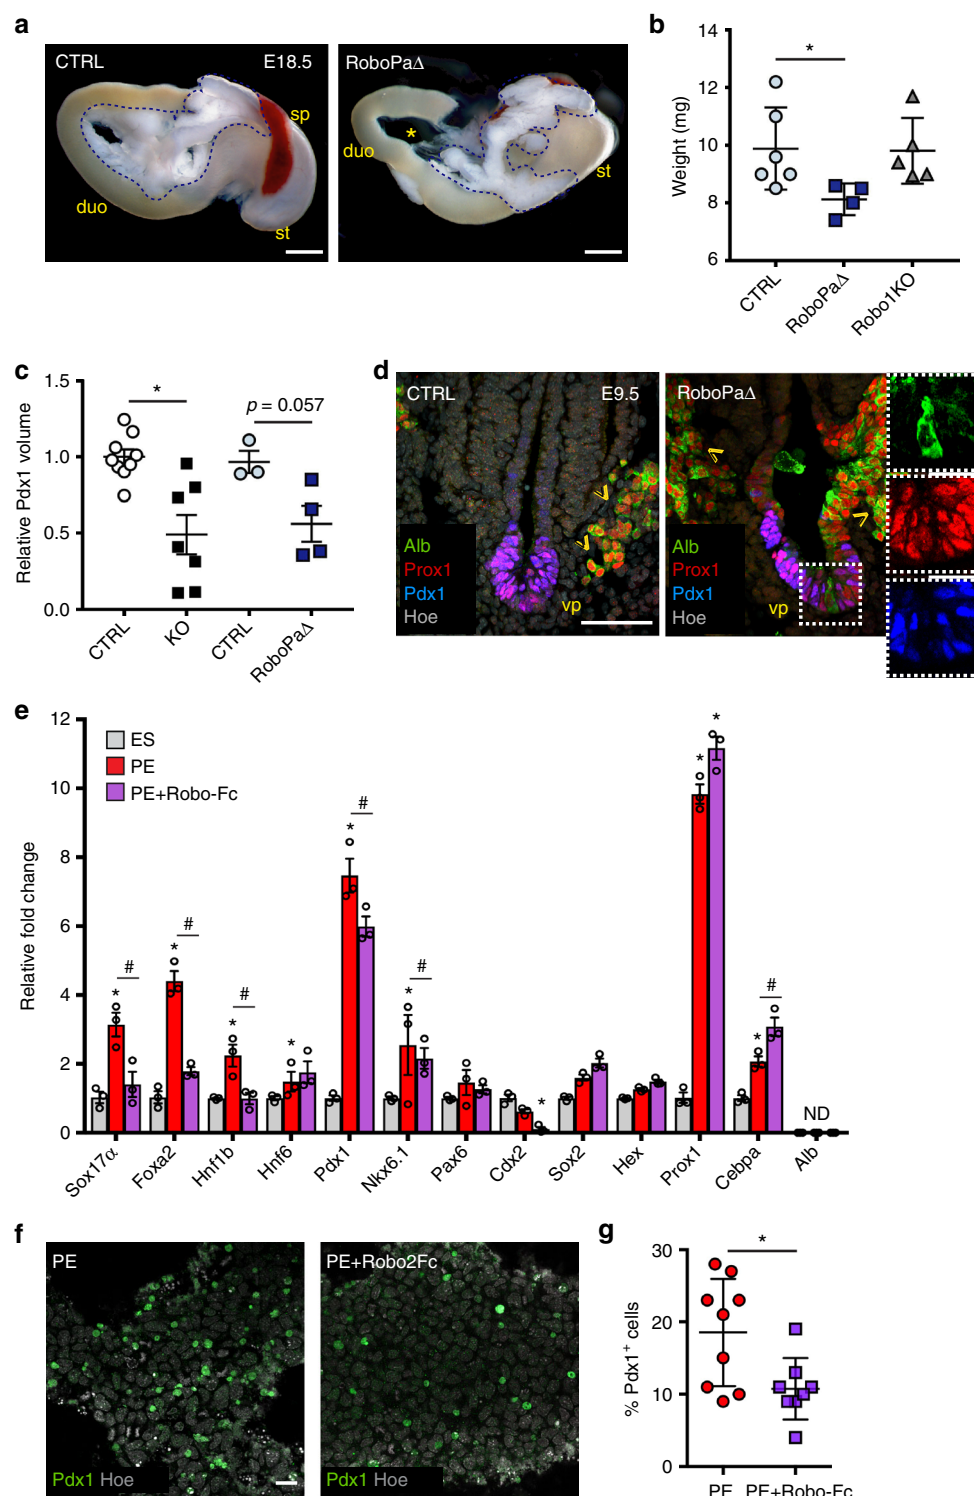 a
CTRL
E18.5
sp
duo
st
RoboPaΔ
*
duo
st
b
14
12
10
8
6
Weight (mg)
*
CTRL
RoboPaΔ
Robo1KO
c
1.5
1.0
0.5
0.0
Relative Pdx1 volume
*
p = 0.057
CTRL
KO
CTRL
RoboPaΔ
d
CTRL
E9.5
Alb
Prox1
Pdx1
Hoe
vp
RoboPaΔ
Alb
Prox1
Pdx1
Hoe
vp
e
12
10
8
6
4
2
0
Relative fold change
ES
PE
PE+Robo-Fc
*
#
*
#
*
#
*
*
#
*
#
*
*
*
*
#
ND
Sox17α
Foxa2
Hnf1b
Hnf6
Pdx1
Nkx6.1
Pax6
Cdx2
Sox2
Hex
Prox1
Cebpa
Alb
f
PE
Pdx1 Hoe
PE+Robo2Fc
Pdx1 Hoe
g
30
20
10
0
% Pdx1+ cells
*
PE
PE+Robo-Fc